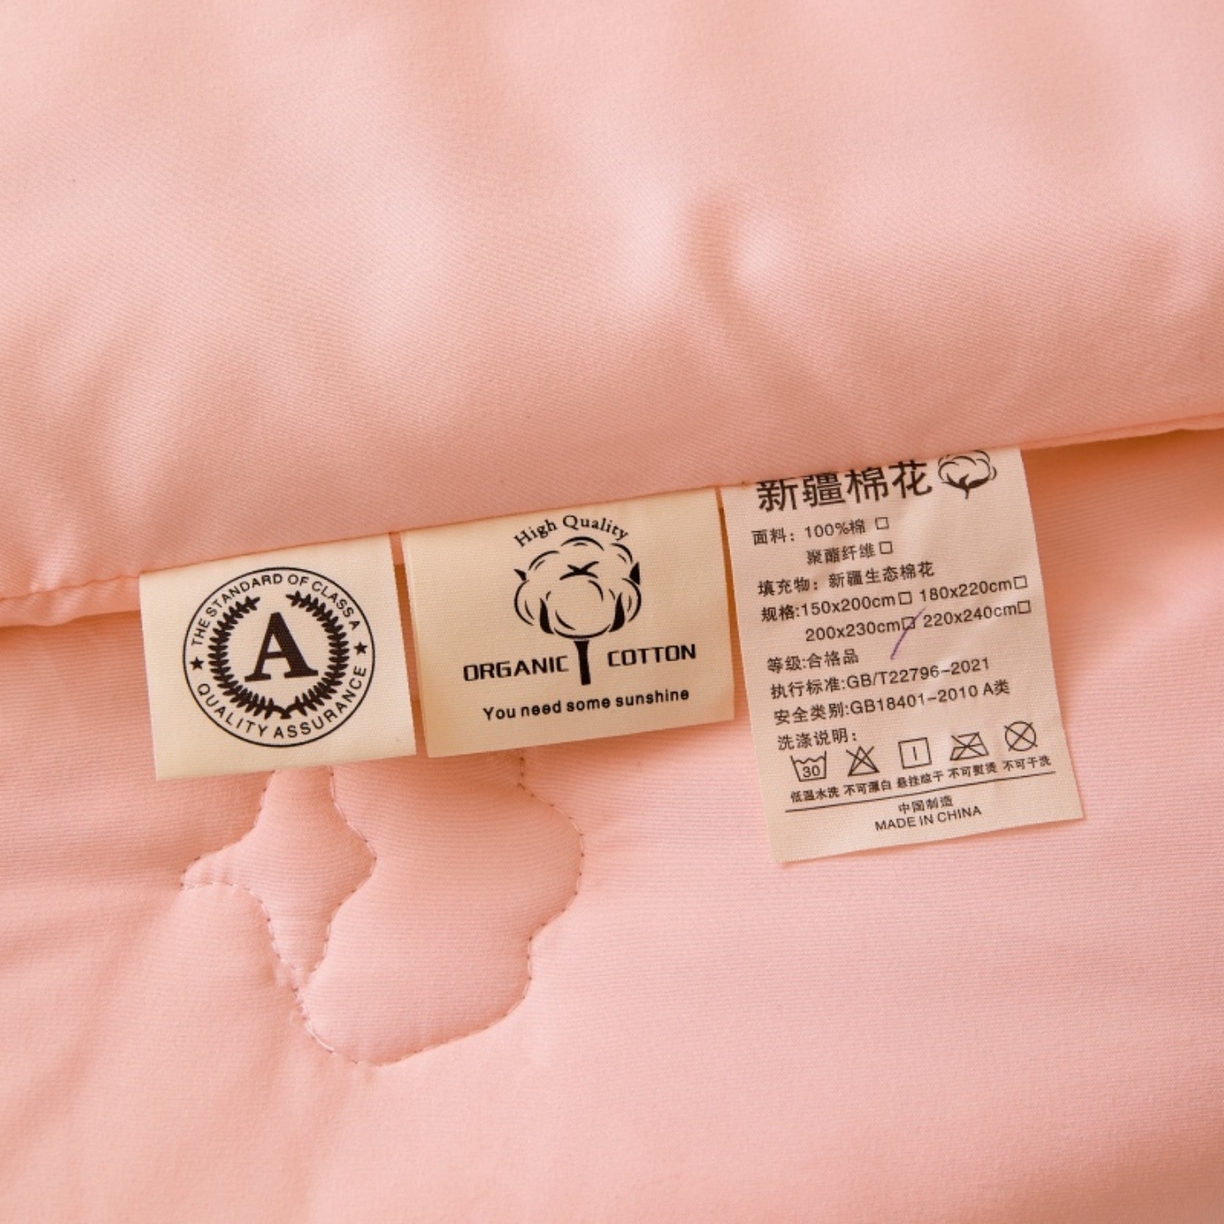 THE STANDARD OF CLASS A
A
QUALITY ASSURANCE
High Quality
ORGANIC COTTON
You need some sunshine
新疆棉花
面料：100%棉 □
聚酯纤维□
填充物：新疆生态棉花
规格:150x200cm□ 180x220cm□
200x230cm□ 220x240cm□
等级:合格品
执行标准:GB/T22796-2021
安全类别:GB18401-2010 A类
洗涤说明：
30
低温水洗 不可漂白 悬挂晾干 不可熨烫 不可干洗
中国制造
MADE IN CHINA